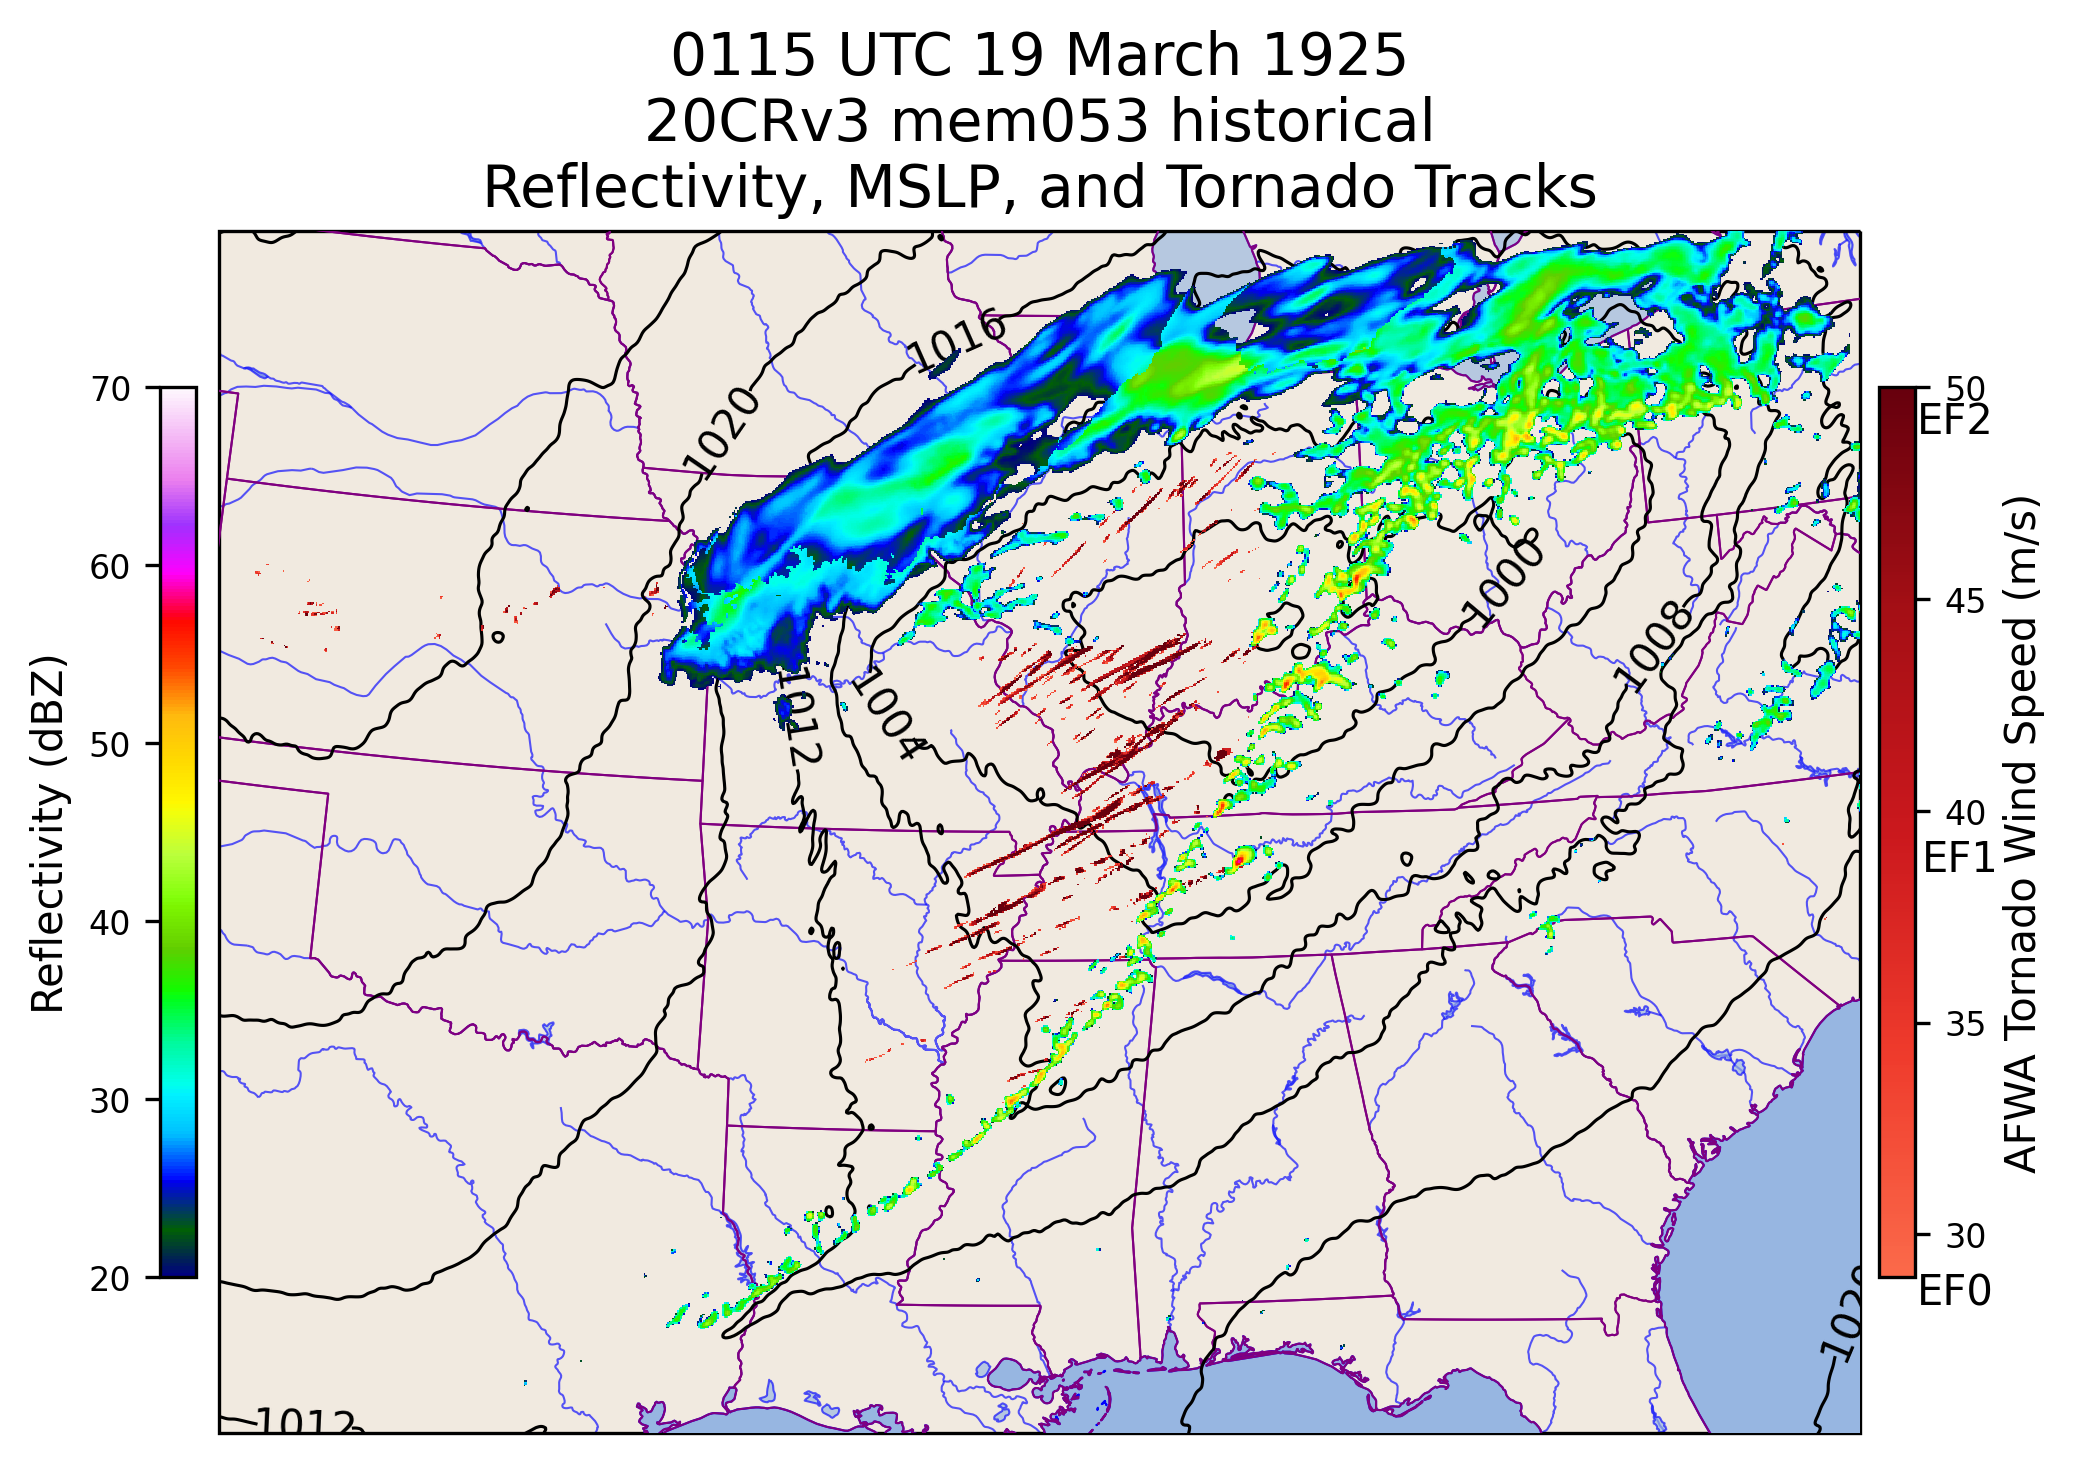 0115 UTC 19 March 1925
20CRv3 mem053 historical
Reflectivity, MSLP, and Tornado Tracks
1016
1020
1012
1004
1000
1008
1012
1020
70
60
50
40
30
20
Reflectivity (dBZ)
50
EF2
45
40
EF1
35
30
EF0
AFWA Tornado Wind Speed (m/s)